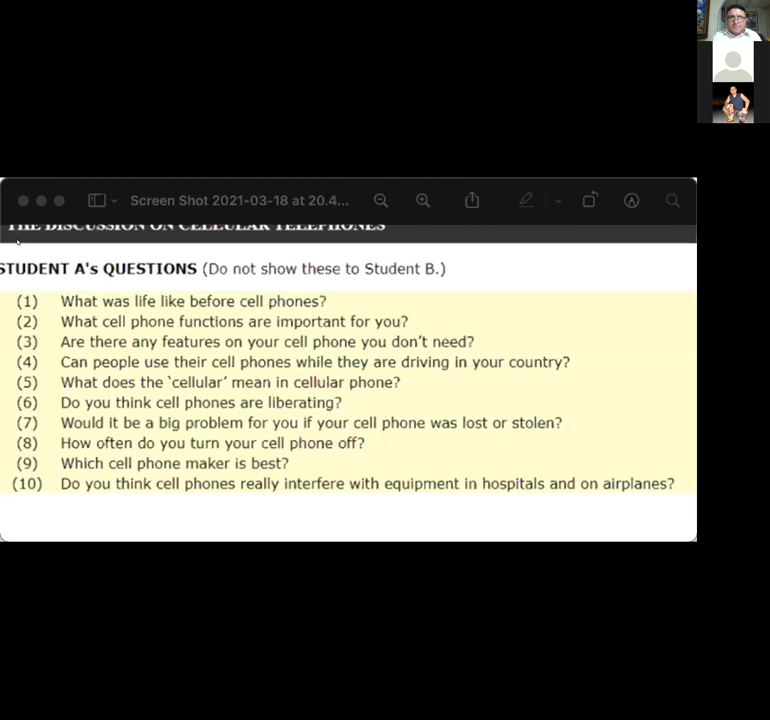 Screen Shot 2021-03-18 at 20.4...
THE DISCUSSION ON CELLULAR TELEPHONES
STUDENT A's QUESTIONS (Do not show these to Student B.)
(1) What was life like before cell phones?
(2) What cell phone functions are important for you?
(3) Are there any features on your cell phone you don't need?
(4) Can people use their cell phones while they are driving in your country?
(5) What does the ‘cellular’ mean in cellular phone?
(6) Do you think cell phones are liberating?
(7) Would it be a big problem for you if your cell phone was lost or stolen?
(8) How often do you turn your cell phone off?
(9) Which cell phone maker is best?
(10) Do you think cell phones really interfere with equipment in hospitals and on airplanes?